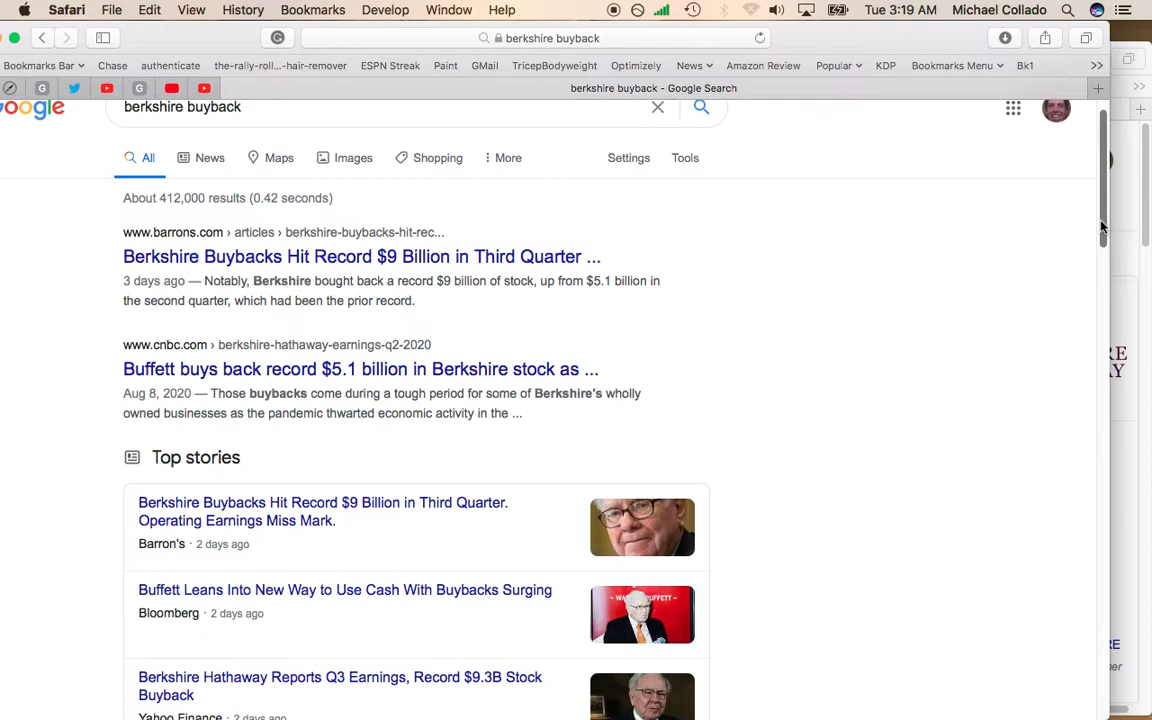 Safari File Edit View History Bookmarks Develop Window Help Tue 3:19 AM Michael Collado
berkshire buyback
Bookmarks Bar Chase authenticate the-rally-roll...-hair-remover ESPN Streak Paint GMail TricepBodyweight Optimizely News Amazon Review Popular KDP Bookmarks Menu Bk1 >>
G G berkshire buyback - Google Search +
oogle berkshire buyback
All News Maps Images Shopping More Settings Tools
About 412,000 results (0.42 seconds)
www.barrons.com › articles › berkshire-buybacks-hit-rec...
Berkshire Buybacks Hit Record $9 Billion in Third Quarter ...
3 days ago — Notably, Berkshire bought back a record $9 billion of stock, up from $5.1 billion in
the second quarter, which had been the prior record.
www.cnbc.com › berkshire-hathaway-earnings-q2-2020
Buffett buys back record $5.1 billion in Berkshire stock as ...
Aug 8, 2020 — Those buybacks come during a tough period for some of Berkshire's wholly
owned businesses as the pandemic thwarted economic activity in the ...
Top stories
Berkshire Buybacks Hit Record $9 Billion in Third Quarter.
Operating Earnings Miss Mark.
Barron's · 2 days ago
Buffett Leans Into New Way to Use Cash With Buybacks Surging
Bloomberg · 2 days ago
Berkshire Hathaway Reports Q3 Earnings, Record $9.3B Stock
Buyback
Yahoo Finance · 2 days ago
RE
AY
RE
er